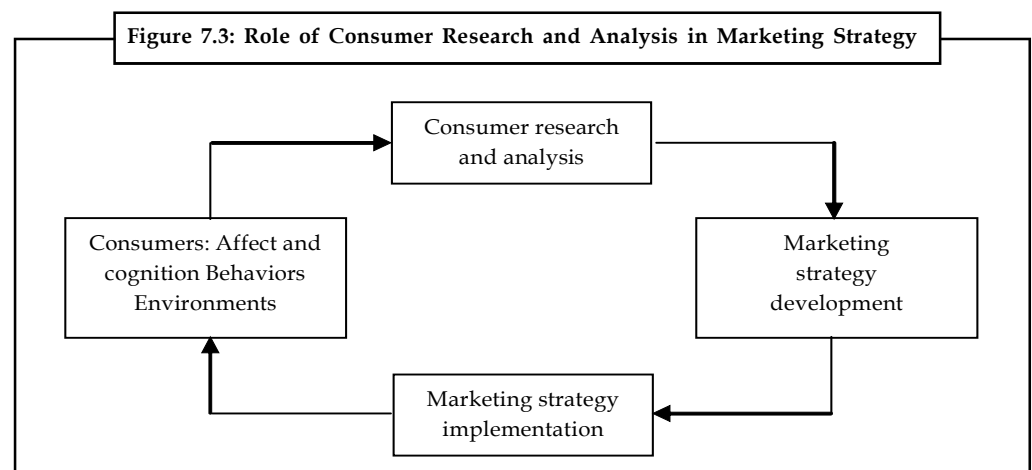 Figure 7.3: Role of Consumer Research and Analysis in Marketing Strategy
Consumer research
and analysis
Consumers: Affect and
cognition Behaviors
Environments
Marketing
strategy
development
Marketing strategy
implementation